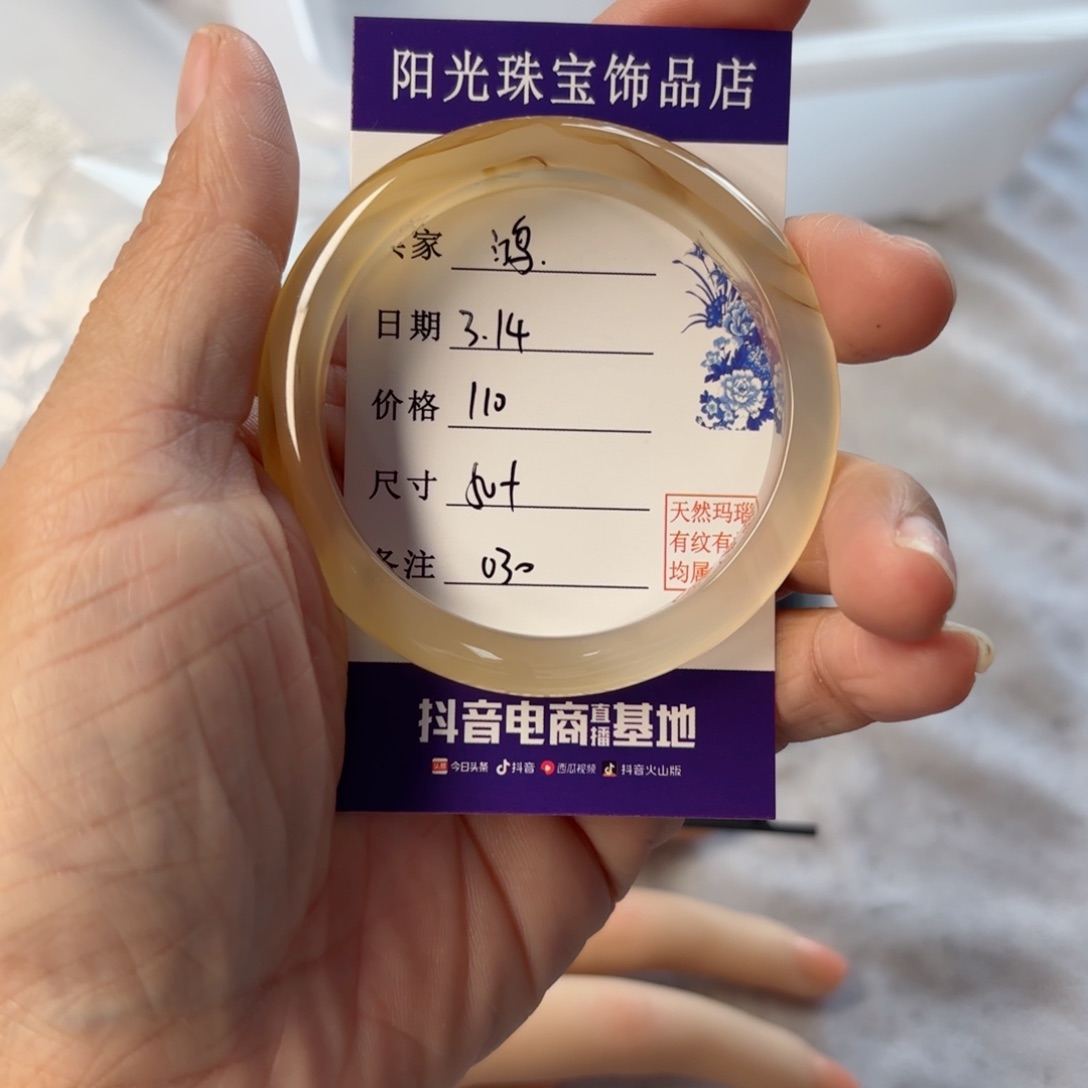 阳光珠宝饰品店
家 鸿.
日期 3.14
价格 110
尺寸
注 030
天然玛瑙
有纹有
均属
抖音电商直播基地
今日头条 抖音 西瓜视频 抖音火山版